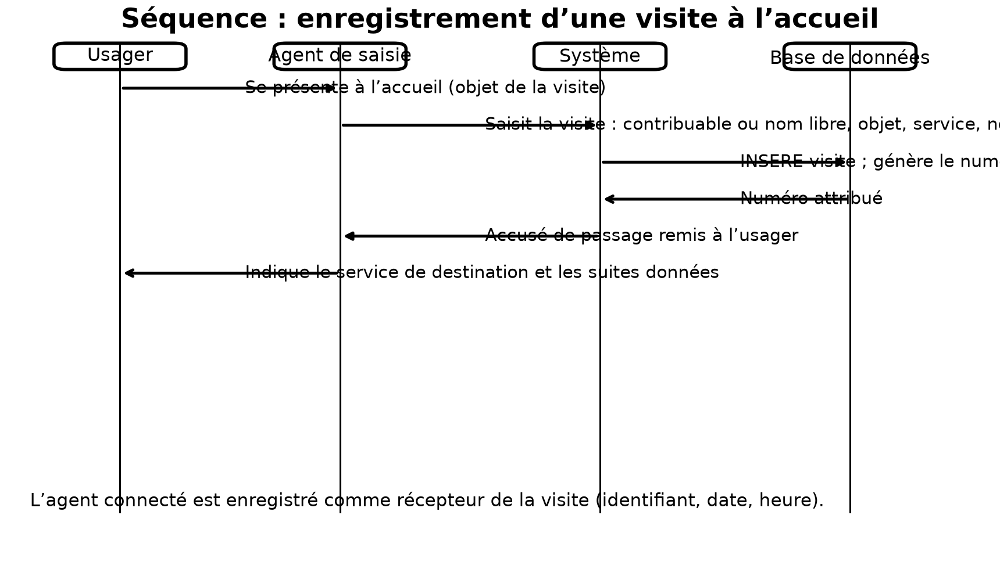 Séquence : enregistrement d’une visite à l’accueil
Usager
Agent de saisie
Système
Base de données
Se présente à l’accueil (objet de la visite)
Saisit la visite : contribuable ou nom libre, objet, service,
INSERE visite ; génère le
Numéro attribué
Accusé de passage remis à l’usager
Indique le service de destination et les suites données
L’agent connecté est enregistré comme récepteur de la visite (identifiant, date, heure).